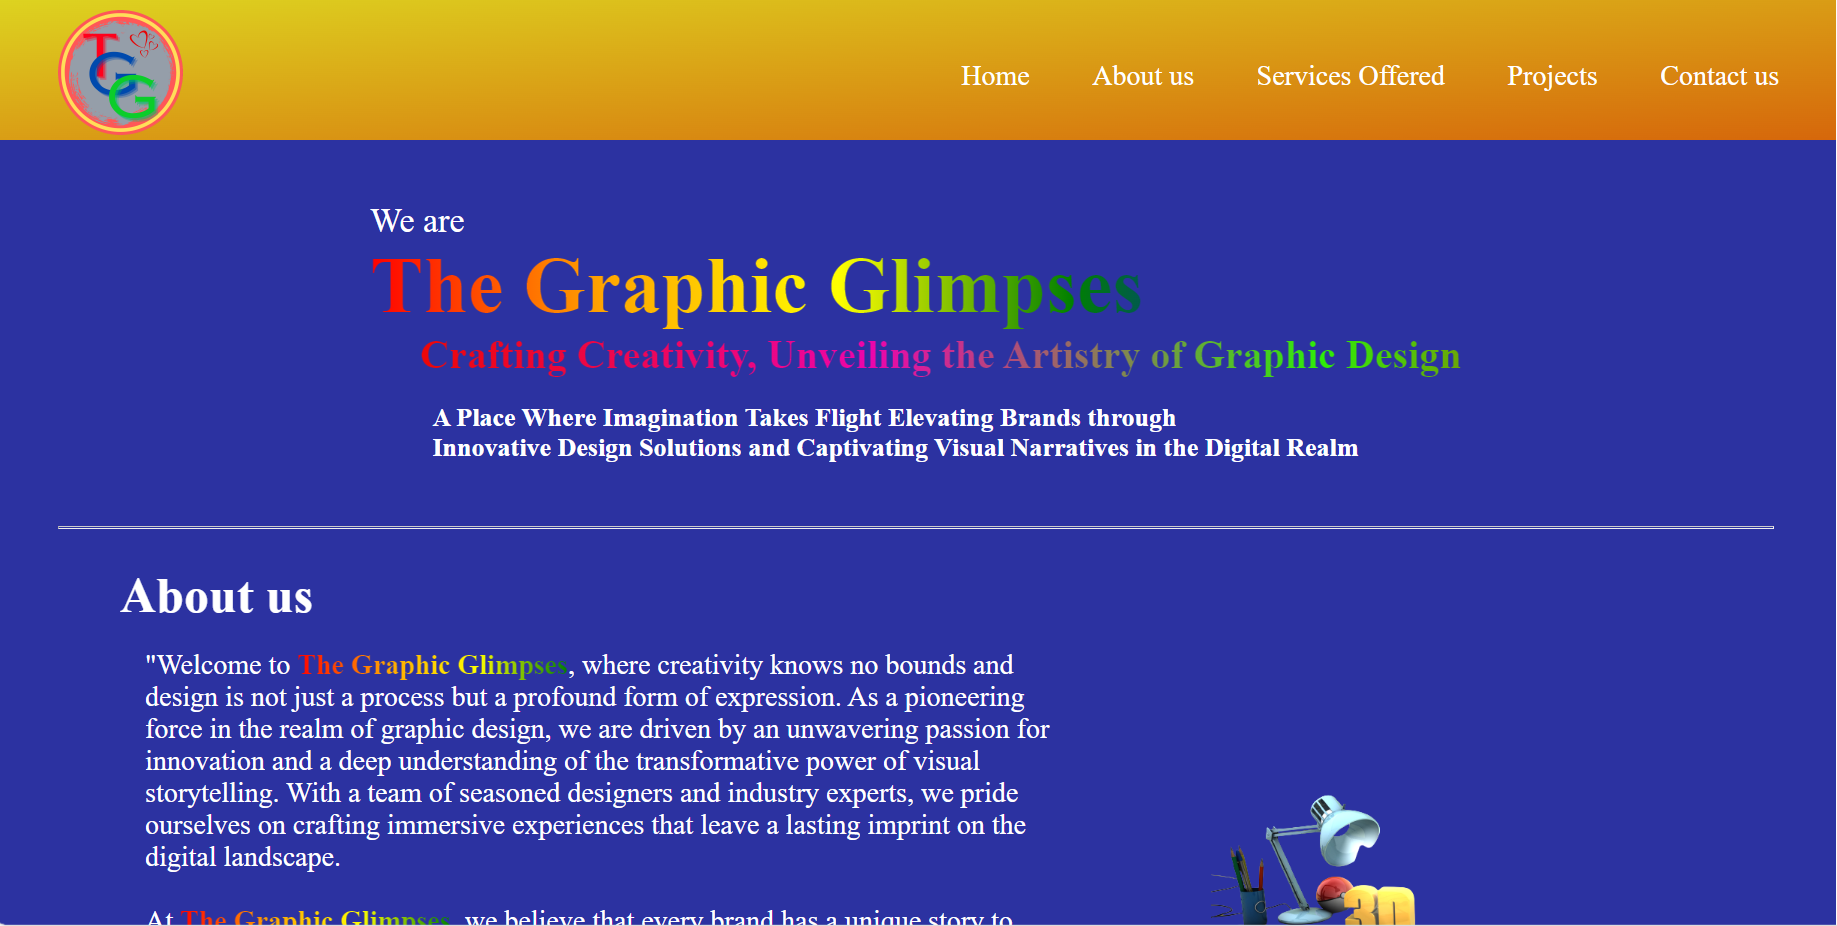 TGG
Home About us Services Offered Projects Contact us
We are
The Graphic Glimpses
Crafting Creativity, Unveiling the Artistry of Graphic Design
A Place Where Imagination Takes Flight Elevating Brands through
Innovative Design Solutions and Captivating Visual Narratives in the Digital Realm
About us
"Welcome to The Graphic Glimpses, where creativity knows no bounds and
design is not just a process but a profound form of expression. As a pioneering
force in the realm of graphic design, we are driven by an unwavering passion for
innovation and a deep understanding of the transformative power of visual
storytelling. With a team of seasoned designers and industry experts, we pride
ourselves on crafting immersive experiences that leave a lasting imprint on the
digital landscape.
At The Graphic Glimpses, we believe that every brand has a unique story to
3D